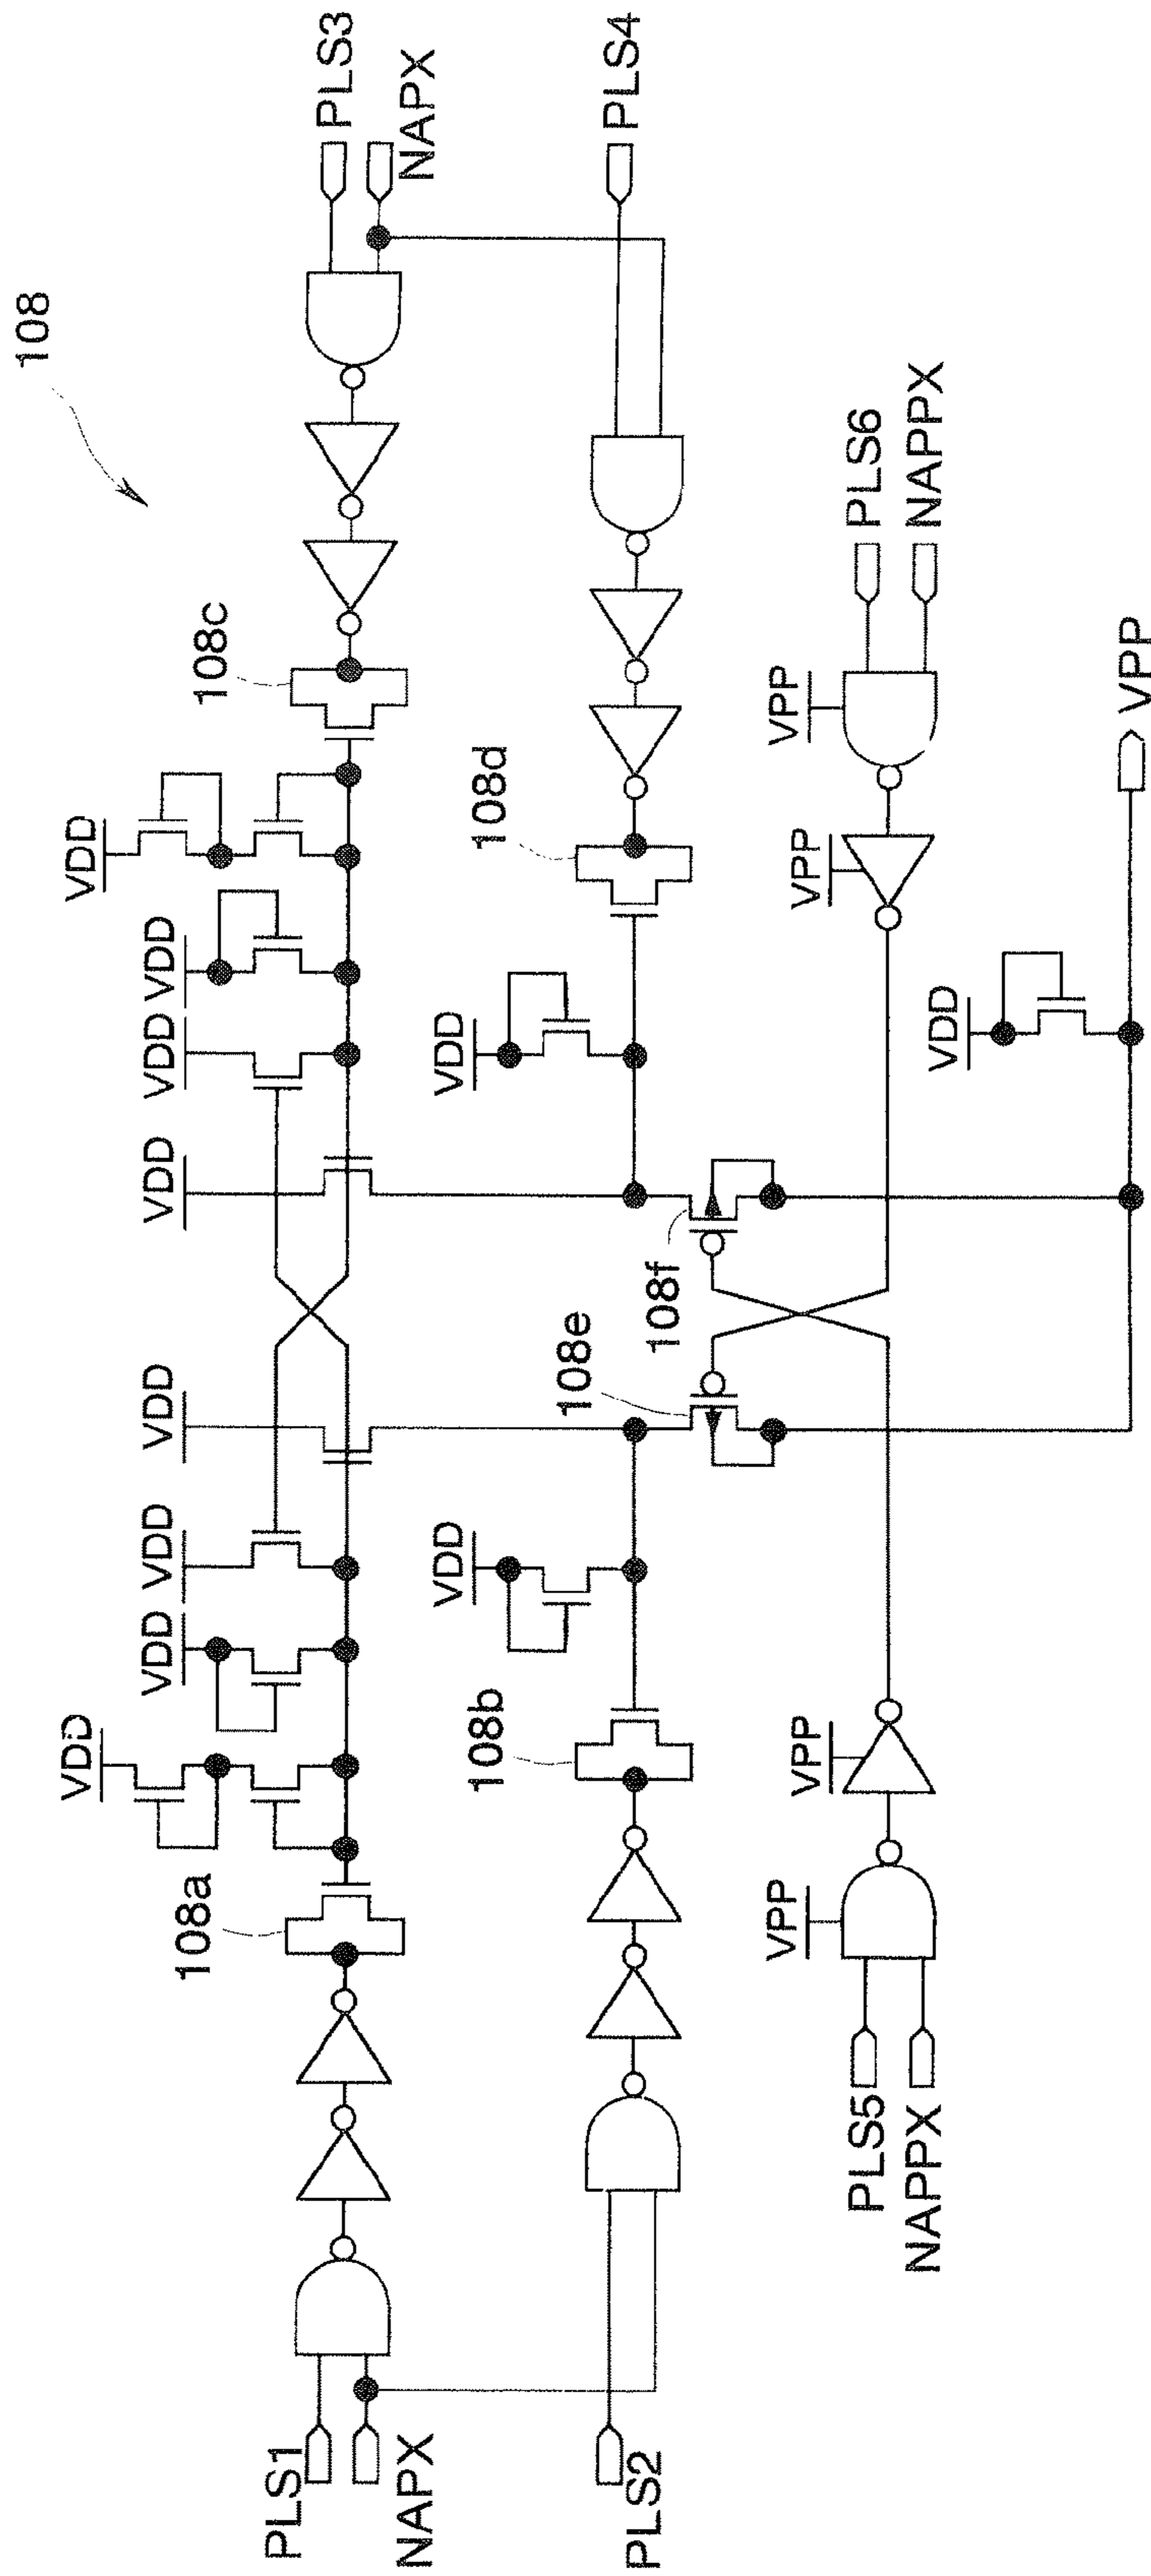 108
VDD
VDD
VDD
VDD
VDD
VDD
VDD
VDD
108a
108c
PLS1
PLS3
NAPX
NAPX
VDD
VDD
108b
108d
108e
PLS2
PLS4
108f
VPP
VPP
VPP
VPP
PLS5
PLS6
NAPPX
NAPPX
VDD
VPP